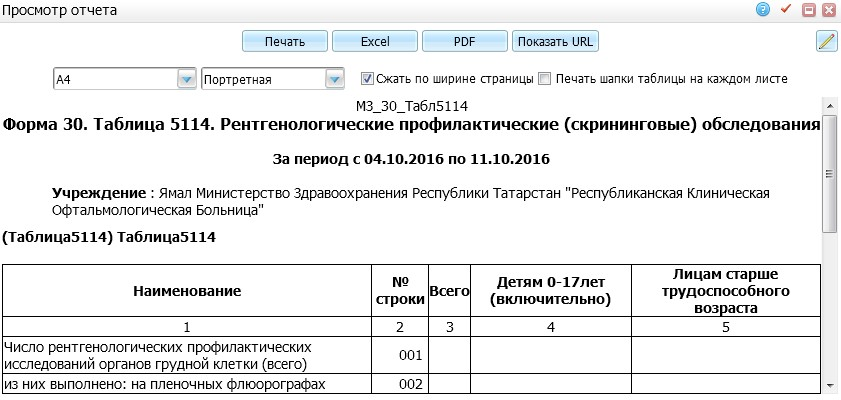 Просмотр отчета
Печать Excel PDF Показать URL
A4 Портретная Сжать по ширине страницы Печать шапки таблицы на каждом листе
МЗ_30_Табл5114
Форма 30. Таблица 5114. Рентгенологические профилактические (скрининговые) обследования
За период с 04.10.2016 по 11.10.2016
Учреждение : Ямал Министерство Здравоохранения Республики Татарстан "Республиканская Клиническая
Офтальмологическая Больница"
(Таблица5114) Таблица5114
Наименование
№
строки
Всего
Детям 0-17лет
(включительно)
Лицам старше
трудоспособного
возраста
1 2 3 4 5
Число рентгенологических профилактических
исследований органов грудной клетки (всего)
001
из них выполнено: на пленочных флюорографах 002